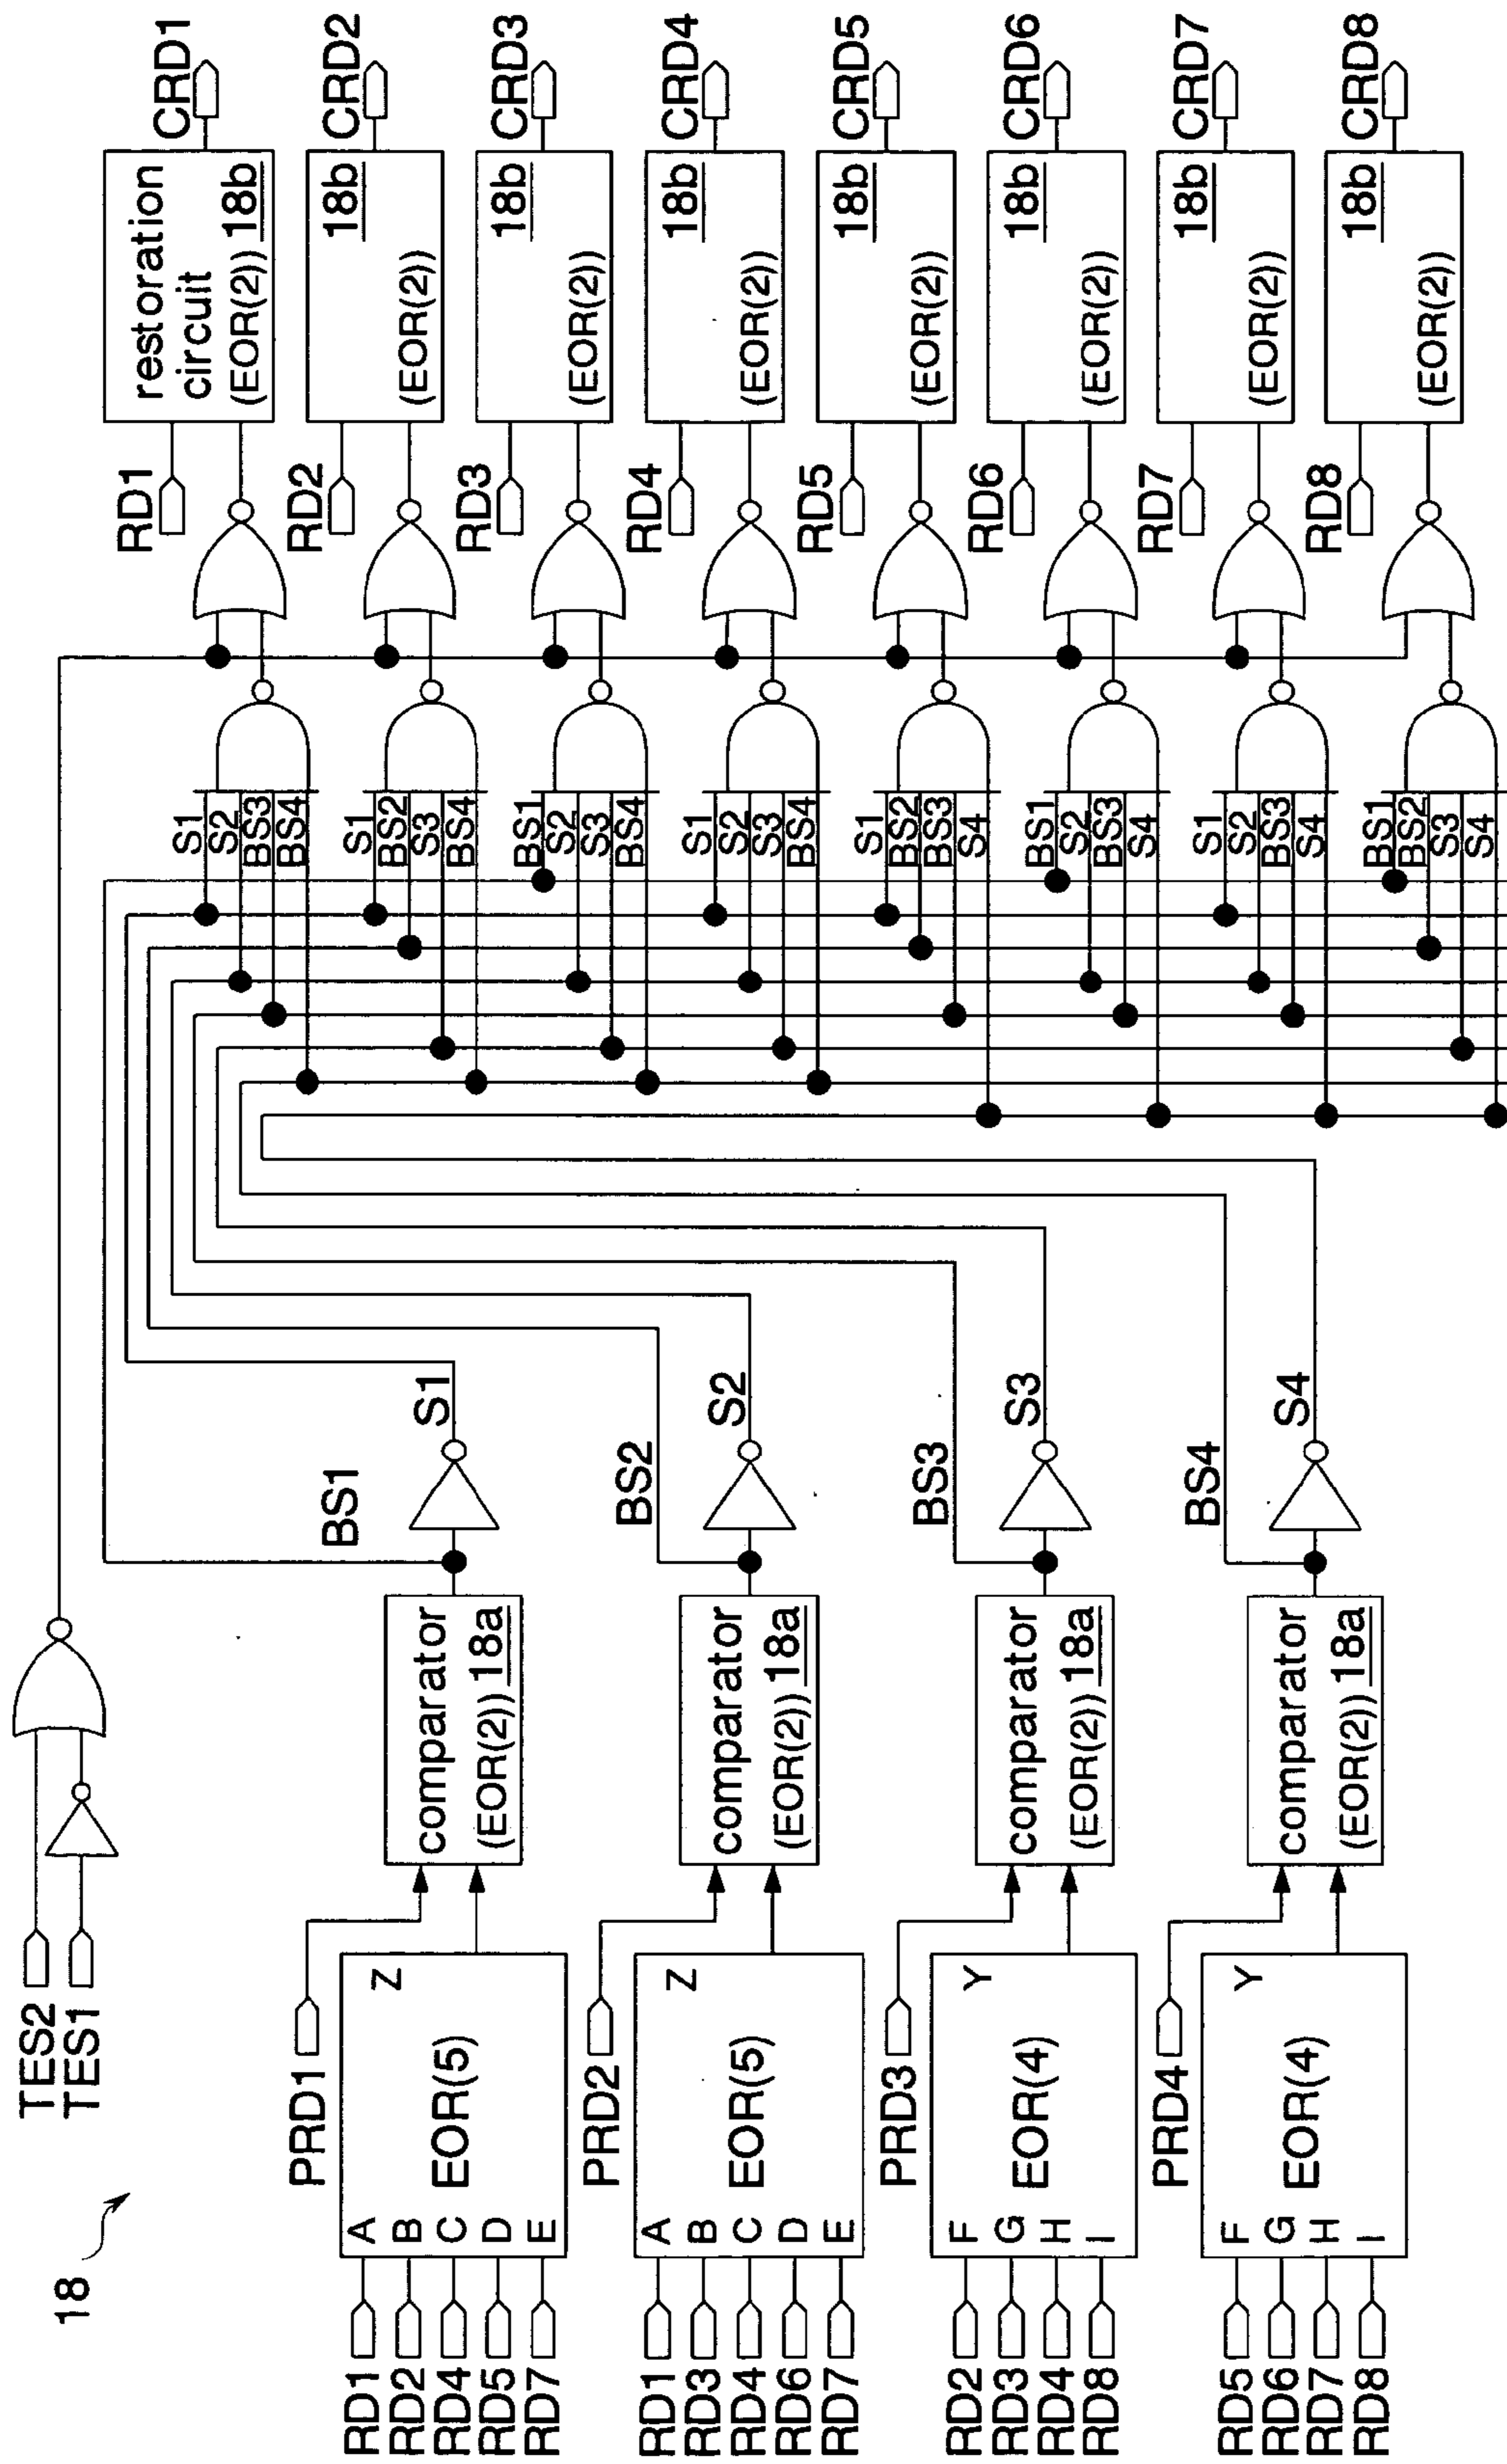 18
TES2
TES1
RD1
RD2
RD4
RD5
RD7
A
B
C
D
E
EOR(5)
Z
PRD1
comparator
(EOR(2)) 18a
BS1
S1
RD1
RD3
RD4
RD6
RD7
A
B
C
D
E
EOR(5)
Z
PRD2
comparator
(EOR(2)) 18a
BS2
S2
RD2
RD3
RD4
RD8
F
G
H
I
EOR(4)
Y
PRD3
comparator
(EOR(2)) 18a
BS3
S3
RD5
RD6
RD7
RD8
F
G
H
I
EOR(4)
Y
PRD4
comparator
(EOR(2)) 18a
BS4
S4
S1
S2
BS3
BS4
RD1
restoration
circuit
(EOR(2)) 18b
CRD1
S1
BS2
S3
BS4
RD2
18b
(EOR(2))
CRD2
BS1
S2
S3
BS4
RD3
18b
(EOR(2))
CRD3
S1
S2
S3
BS4
RD4
18b
(EOR(2))
CRD4
S1
BS2
BS3
S4
RD5
18b
(EOR(2))
CRD5
BS1
S2
BS3
S4
RD6
18b
(EOR(2))
CRD6
S1
S2
BS3
S4
RD7
18b
(EOR(2))
CRD7
BS1
BS2
S3
S4
RD8
18b
(EOR(2))
CRD8